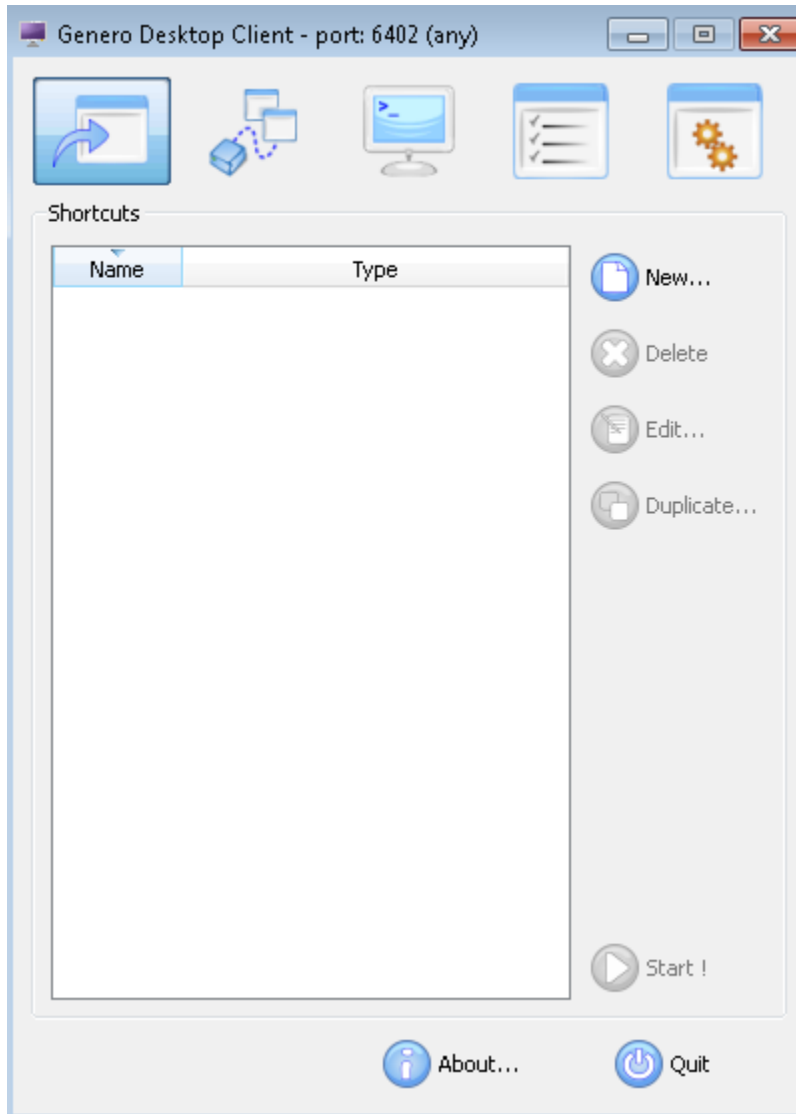 Genero Desktop Client - port: 6402 (any)
Shortcuts
Name Type
New...
Delete
Edit...
Duplicate...
Start !
About... Quit